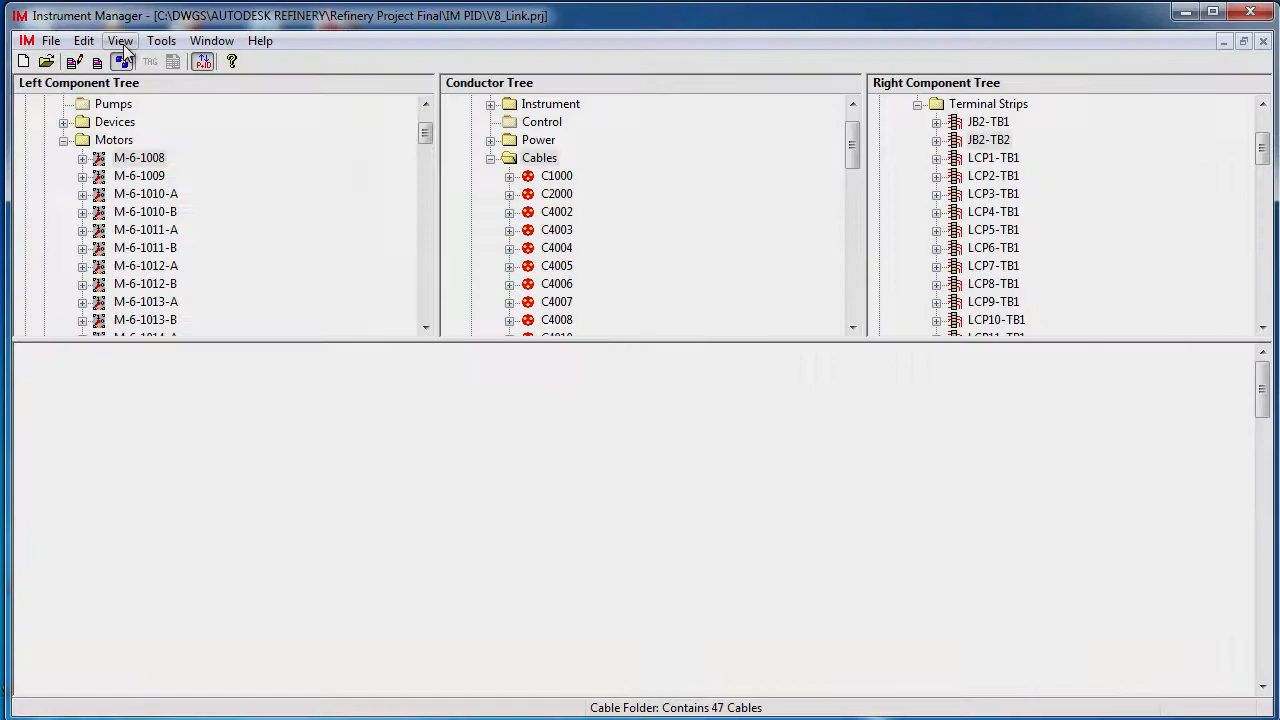 Instrument Manager - [C:\DWGS\AUTODESK REFINERY\Refinery Project Final\IM PID\V8_Link.prj]
IM File Edit View Tools Window Help
TAG P&ID ?
Left Component Tree
Pumps
Devices
Motors
M-6-1008
M-6-1009
M-6-1010-A
M-6-1010-B
M-6-1011-A
M-6-1011-B
M-6-1012-A
M-6-1012-B
M-6-1013-A
M-6-1013-B
Conductor Tree
Instrument
Control
Power
Cables
C1000
C2000
C4002
C4003
C4004
C4005
C4006
C4007
C4008
Right Component Tree
Terminal Strips
JB2-TB1
JB2-TB2
LCP1-TB1
LCP2-TB1
LCP3-TB1
LCP4-TB1
LCP5-TB1
LCP6-TB1
LCP7-TB1
LCP8-TB1
LCP9-TB1
LCP10-TB1
Cable Folder: Contains 47 Cables